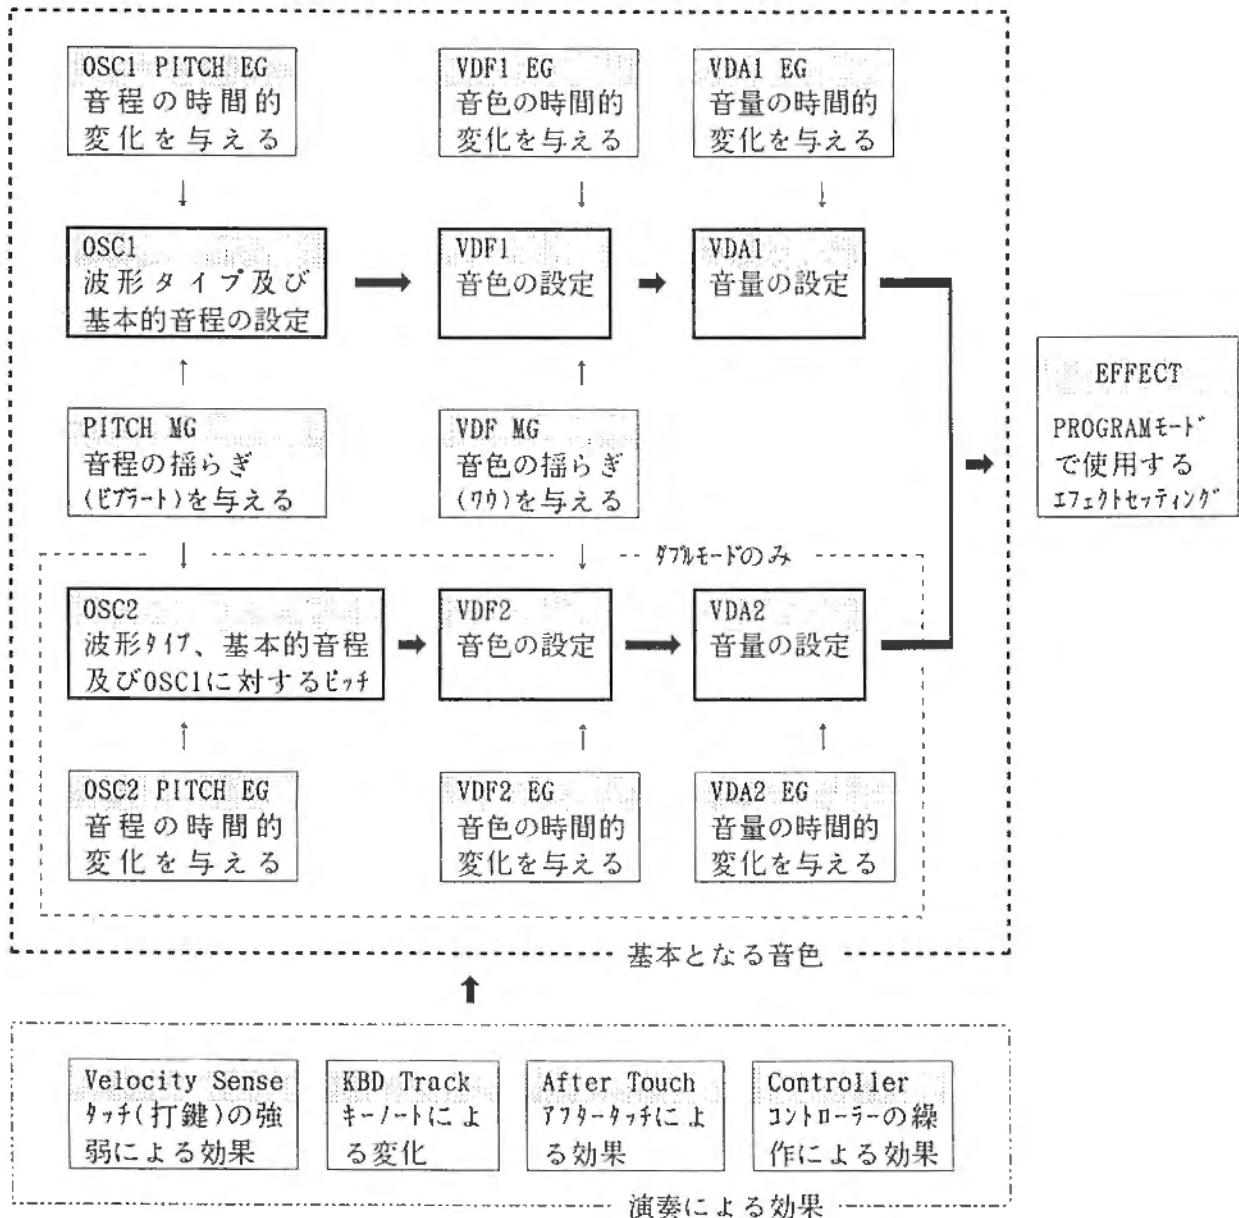 OSC1 PITCH EG
音程の時間的
変化を与える
VDF1 EG
音色の時間的
変化を与える
VDA1 EG
音量の時間的
変化を与える
OSC1
波形タイプ及び
基本的音程の設定
VDF1
音色の設定
VDA1
音量の設定
EFFECT
PROGRAMﾓｰﾄﾞ
で使用する
ｴﾌｪｸﾄｾｯﾃｨﾝｸﾞ
PITCH MG
音程の揺らぎ
(ﾋﾞﾌﾞﾗｰﾄ)を与える
VDF MG
音色の揺らぎ
(ﾜｳ)を与える
ﾀﾞﾌﾞﾙﾓｰﾄﾞのみ
OSC2
波形ﾀｲﾌﾟ、基本的音程
及びOSC1に対するﾋﾟｯﾁ
VDF2
音色の設定
VDA2
音量の設定
OSC2 PITCH EG
音程の時間的
変化を与える
VDF2 EG
音色の時間的
変化を与える
VDA2 EG
音量の時間的
変化を与える
基本となる音色
Velocity Sense
ﾀｯﾁ(打鍵)の強
弱による効果
KBD Track
ｷｰﾉｰﾄによ
る変化
After Touch
ｱﾌﾀｰﾀｯﾁによ
る効果
Controller
ｺﾝﾄﾛｰﾗｰの操
作による効果
演奏による効果